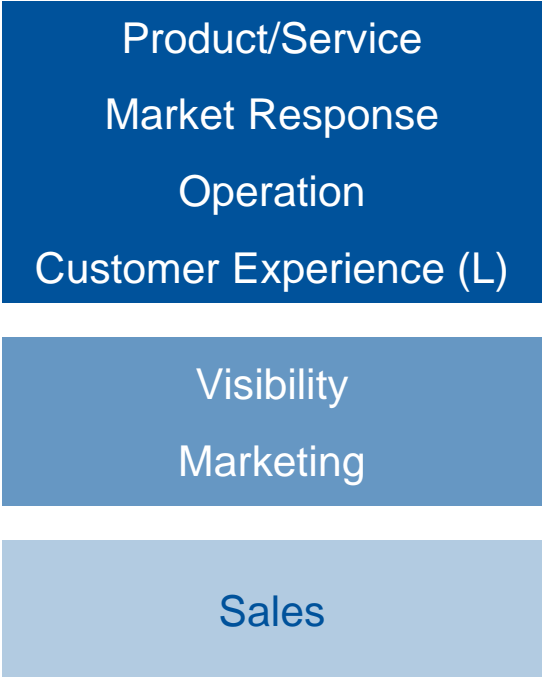 Product/Service
Market Response
Operation
Customer Experience (L)
Visibility
Marketing
Sales